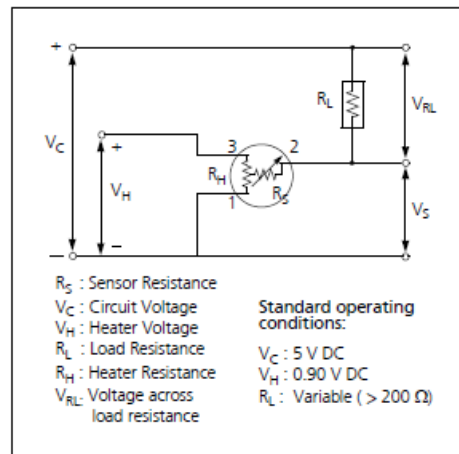 +
R_L
V_RL
V_C
+
3
2
V_H
R_H
1
R_S
V_S
−
−
R_S : Sensor Resistance
V_C : Circuit Voltage
V_H : Heater Voltage
R_L : Load Resistance
R_H : Heater Resistance
V_RL: Voltage across
load resistance
Standard operating
conditions:
V_C : 5 V DC
V_H : 0.90 V DC
R_L : Variable ( > 200 Ω)